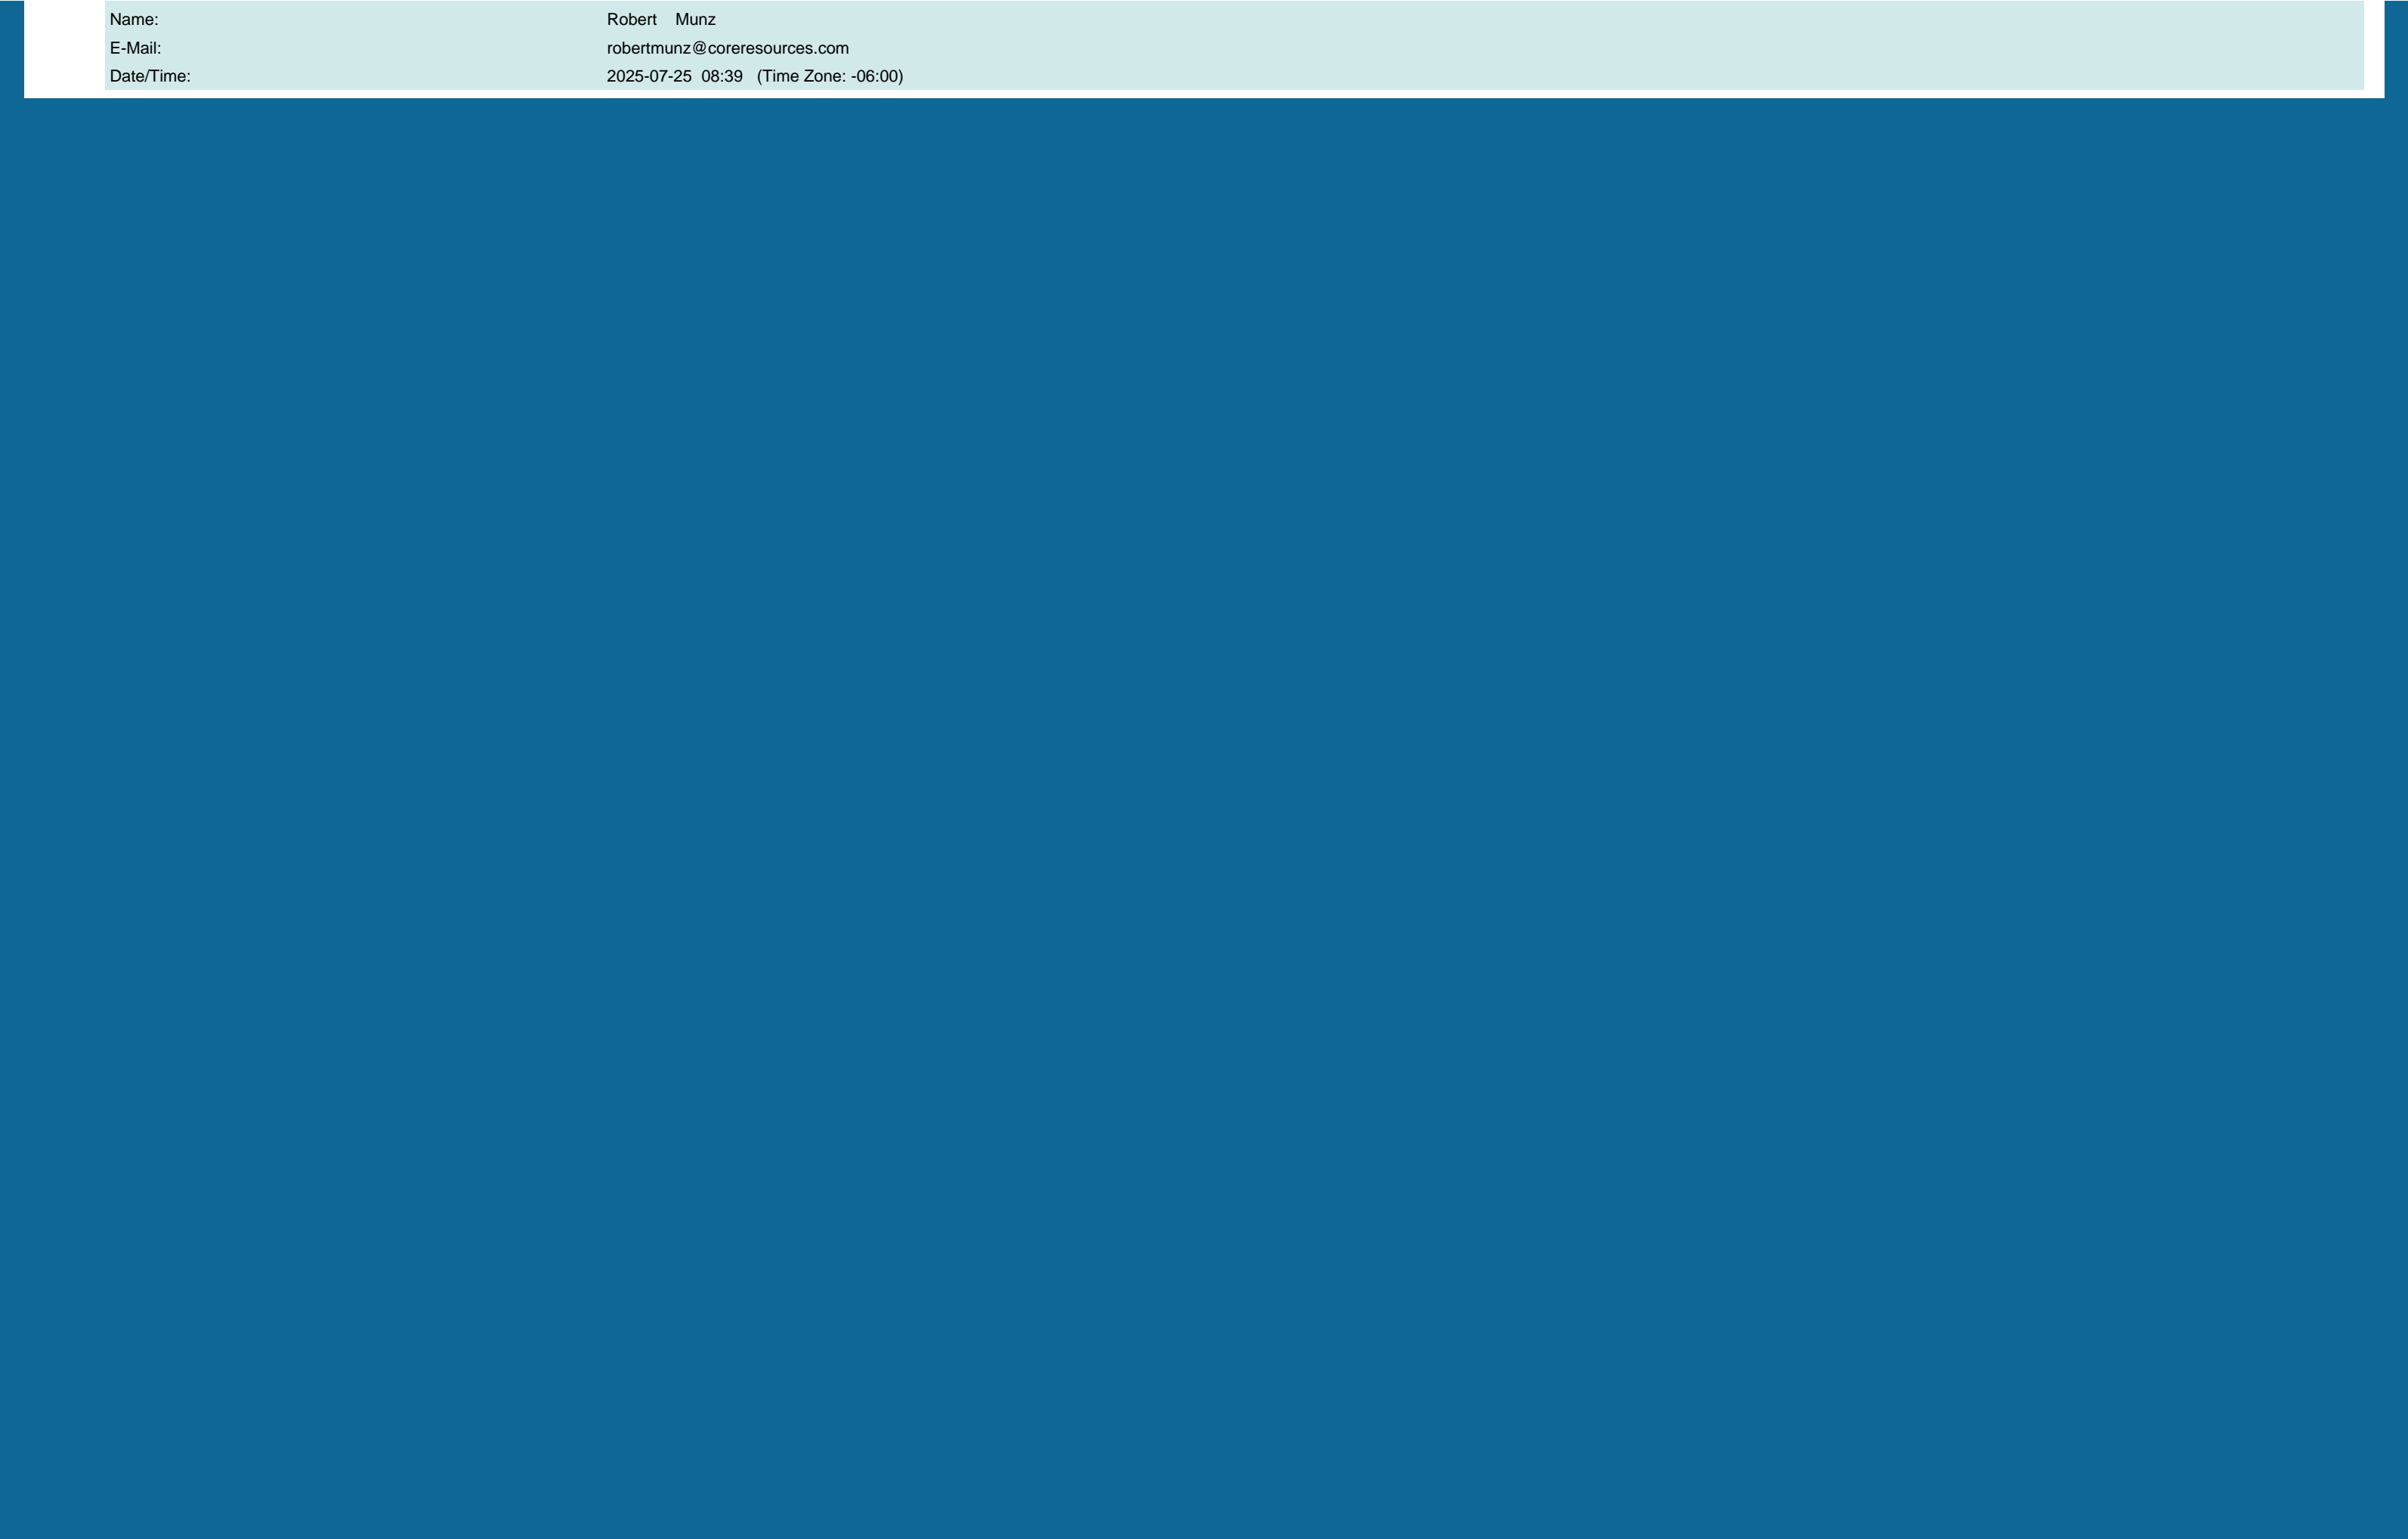 Name: Robert Munz
E-Mail: robertmunz@coreresources.com
Date/Time: 2025-07-25 08:39 (Time Zone: -06:00)